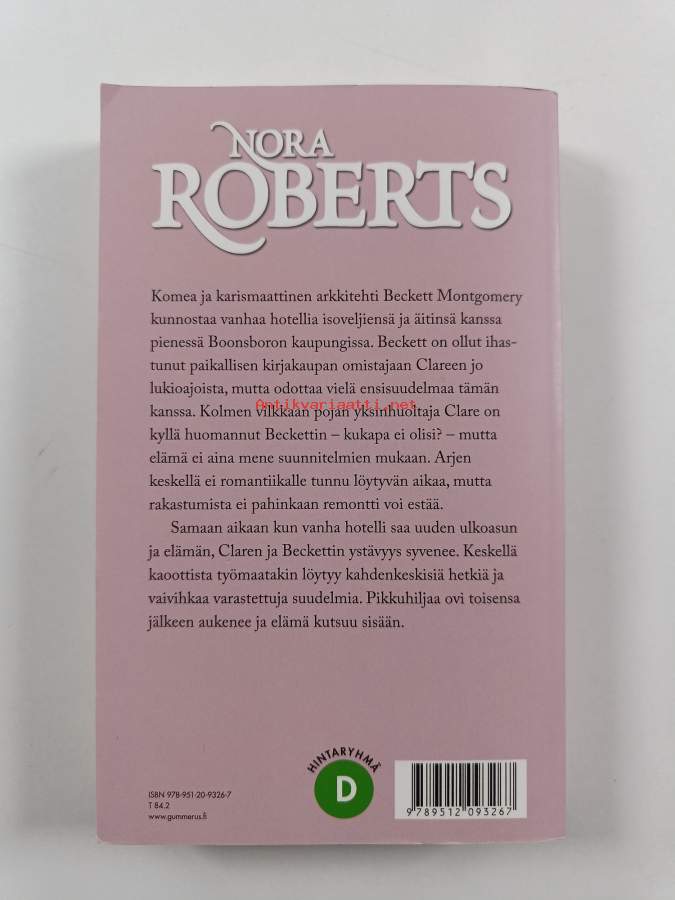 NORA
ROBERTS
Komea ja karismaattinen arkkitehti Beckett Montgomery
kunnostaa vanhaa hotellia isoveljiensä ja äitinsä kanssa
pienessä Boonsboron kaupungissa. Beckett on ollut ihas-
tunut paikallisen kirjakaupan omistajaan Clareen jo
lukioajoista, mutta odottaa vielä ensisuudelmaa tämän
Antikvariaatti.net
kanssa. Kolmen vilkkaan pojan yksinhuoltaja Clare on
kyllä huomannut Beckettin – kukapa ei olisi? – mutta
elämä ei aina mene suunnitelmien mukaan. Arjen
keskellä ei romantiikalle tunnu löytyvän aikaa, mutta
rakastumista ei pahinkaan remontti voi estää.
Samaan aikaan kun vanha hotelli saa uuden ulkoasun
ja elämän, Claren ja Beckettin ystävyys syvenee. Keskellä
kaoottista työmaatakin löytyy kahdenkeskisiä hetkiä ja
vaivihkaa varastettuja suudelmia. Pikkuhiljaa ovi toisensa
jälkeen aukenee ja elämä kutsuu sisään.
HINTARYHMÄ
D
ISBN 978-951-20-9326-7
T 84.2
www.gummerus.fi
9 789512 093267